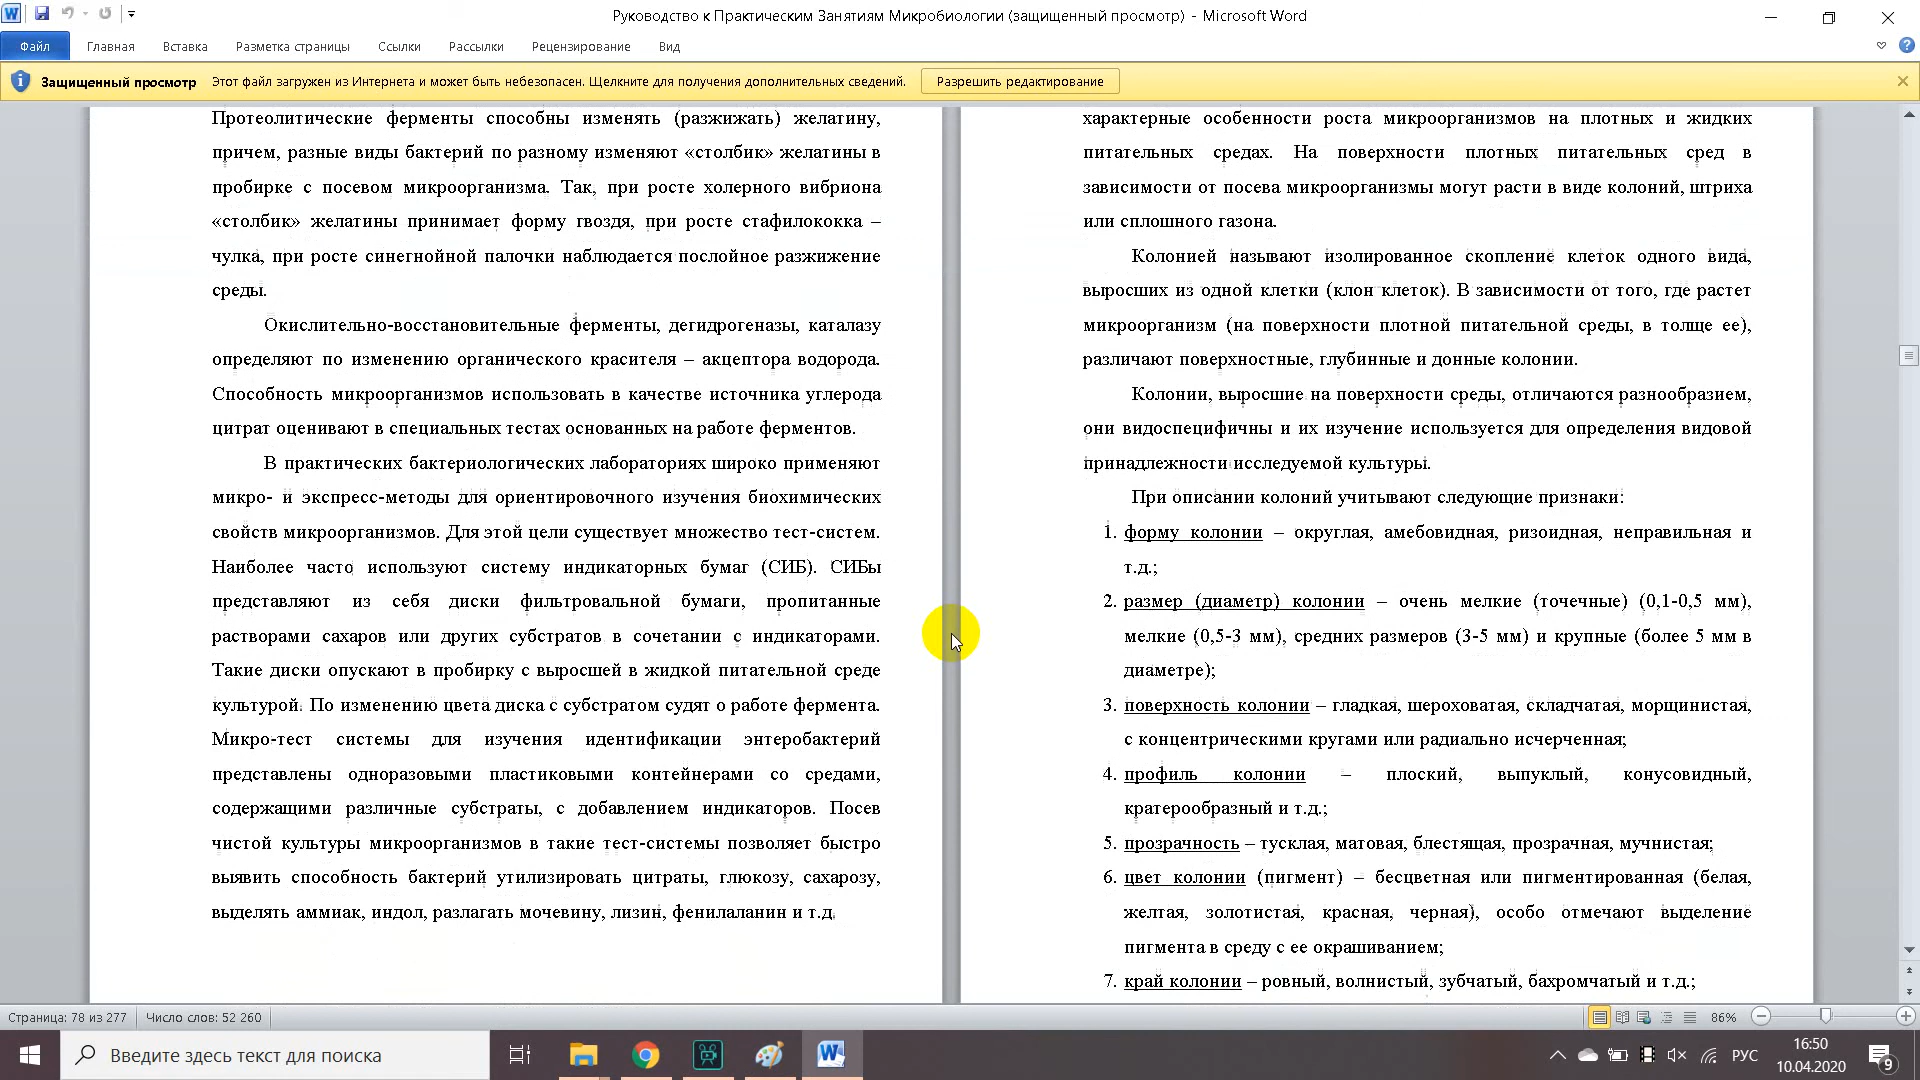 Руководство к Практическим Занятиям Микробиологии (защищенный просмотр) - Microsoft Word
Файл Главная Вставка Разметка страницы Ссылки Рассылки Рецензирование Вид
Защищенный просмотр Этот файл загружен из Интернета и может быть небезопасен. Щелкните для получения дополнительных сведений. Разрешить редактирование
Протеолитические ферменты способны изменять (разжижать) желатину,
причем, разные виды бактерий по разному изменяют «столбик» желатины в
пробирке с посевом микроорганизма. Так, при росте холерного вибриона
«столбик» желатины принимает форму гвоздя, при росте стафилококка –
чулка, при росте синегнойной палочки наблюдается послойное разжижение
среды.
Окислительно-восстановительные ферменты, дегидрогеназы, каталазу
определяют по изменению органического красителя – акцептора водорода.
Способность микроорганизмов использовать в качестве источника углерода
цитрат оценивают в специальных тестах основанных на работе ферментов.
В практических бактериологических лабораториях широко применяют
микро- и экспресс-методы для ориентировочного изучения биохимических
свойств микроорганизмов. Для этой цели существует множество тест-систем.
Наиболее часто используют систему индикаторных бумаг (СИБ). СИБы
представляют из себя диски фильтровальной бумаги, пропитанные
растворами сахаров или других субстратов в сочетании с индикаторами.
Такие диски опускают в пробирку с выросшей в жидкой питательной среде
культурой. По изменению цвета диска с субстратом судят о работе фермента.
Микро-тест системы для изучения идентификации энтеробактерий
представлены одноразовыми пластиковыми контейнерами со средами,
содержащими различные субстраты, с добавлением индикаторов. Посев
чистой культуры микроорганизмов в такие тест-системы позволяет быстро
выявить способность бактерий утилизировать цитраты, глюкозу, сахарозу,
выделять аммиак, индол, разлагать мочевину, лизин, фенилаланин и т.д.
характерные особенности роста микроорганизмов на плотных и жидких
питательных средах. На поверхности плотных питательных сред в
зависимости от посева микроорганизмы могут расти в виде колоний, штриха
или сплошного газона.
Колонией называют изолированное скопление клеток одного вида,
выросших из одной клетки (клон клеток). В зависимости от того, где растет
микроорганизм (на поверхности плотной питательной среды, в толще ее),
различают поверхностные, глубинные и донные колонии.
Колонии, выросшие на поверхности среды, отличаются разнообразием,
они видоспецифичны и их изучение используется для определения видовой
принадлежности исследуемой культуры.
При описании колоний учитывают следующие признаки:
1. форму колонии – округлая, амебовидная, ризоидная, неправильная и
т.д.;
2. размер (диаметр) колонии – очень мелкие (точечные) (0,1-0,5 мм),
мелкие (0,5-3 мм), средних размеров (3-5 мм) и крупные (более 5 мм в
диаметре);
3. поверхность колонии – гладкая, шероховатая, складчатая, морщинистая,
с концентрическими кругами или радиально исчерченная;
4. профиль колонии – плоский, выпуклый, конусовидный,
кратерообразный и т.д.;
5. прозрачность – тусклая, матовая, блестящая, прозрачная, мучнистая;
6. цвет колонии (пигмент) – бесцветная или пигментированная (белая,
желтая, золотистая, красная, черная), особо отмечают выделение
пигмента в среду с ее окрашиванием;
7. край колонии – ровный, волнистый, зубчатый, бахромчатый и т.д.;
Страница: 78 из 277 Число слов: 52 260 86%
Введите здесь текст для поиска
РУС
16:50
10.04.2020
9